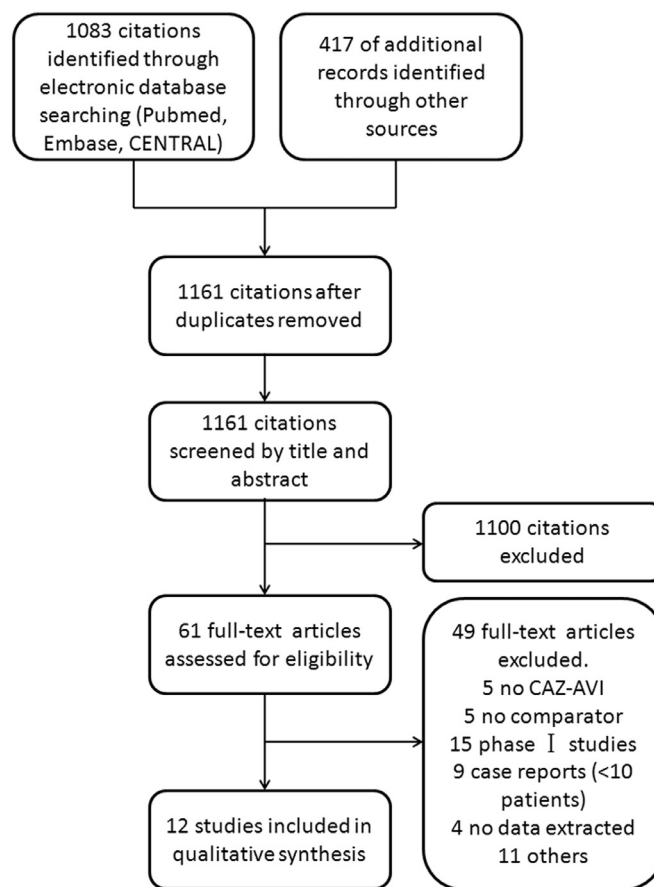 1083 citations
identified through
electronic database
searching (Pubmed,
Embase, CENTRAL)
417 of additional
records identified
through other
sources
1161 citations after
duplicates removed
1161 citations
screened by title and
abstract
1100 citations
excluded
61 full-text articles
assessed for eligibility
49 full-text articles
excluded.
5 no CAZ-AVI
5 no comparator
15 phase Ⅰ studies
9 case reports (<10
patients)
4 no data extracted
11 others
12 studies included in
qualitative synthesis